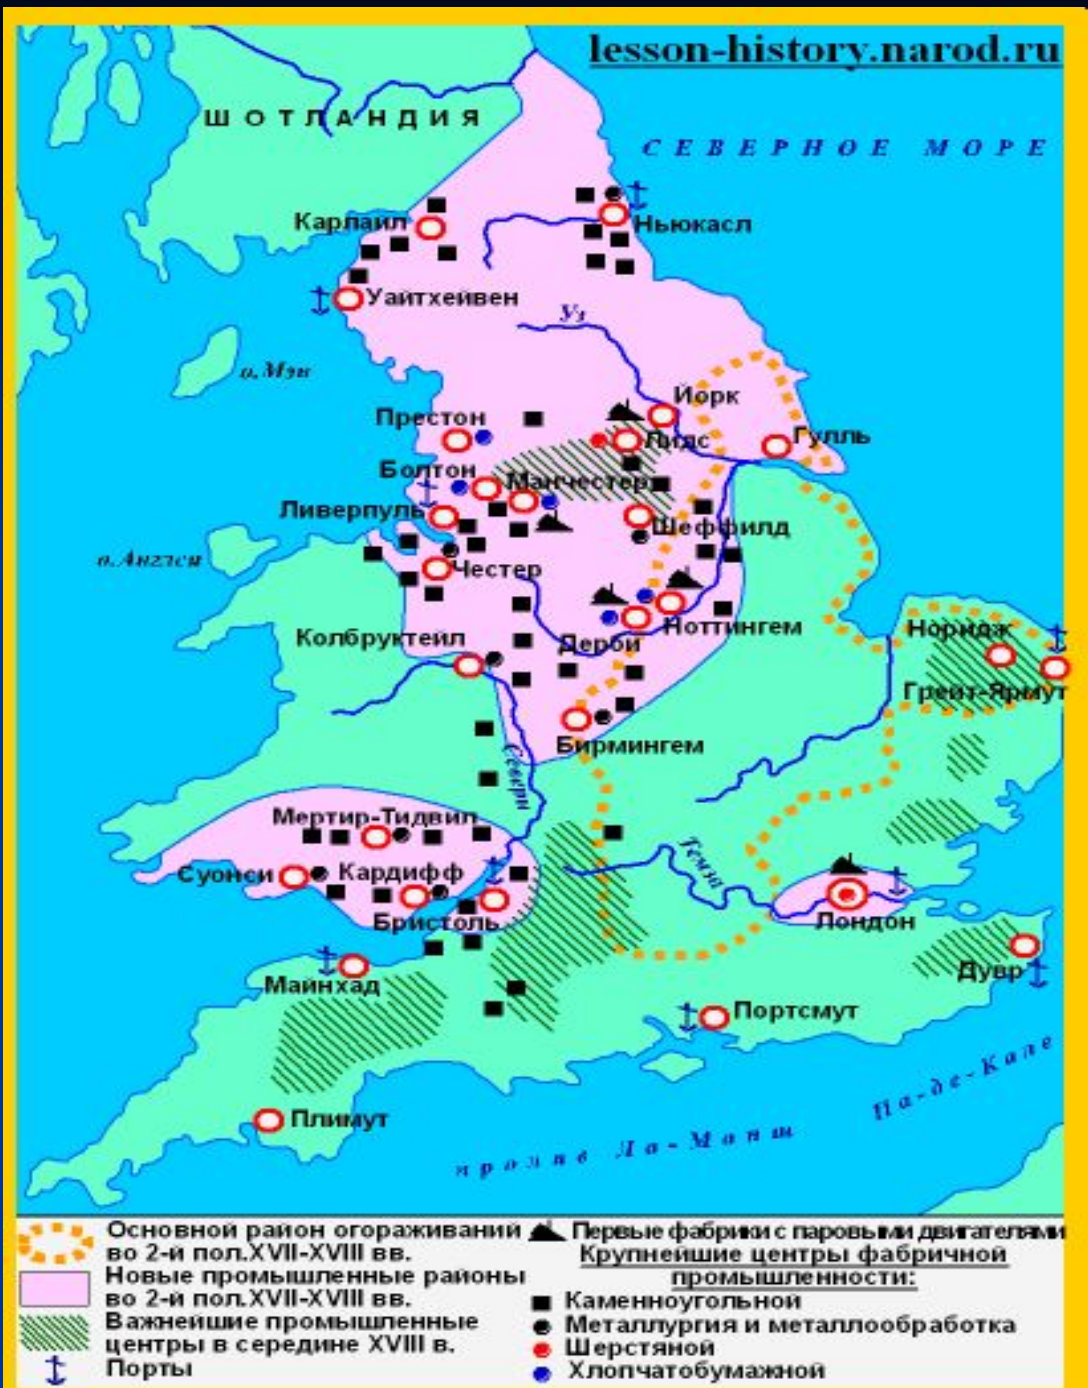 lesson-history.narod.ru
ШОТЛАНДИЯ
СЕВЕРНОЕ МОРЕ
Карлаил
Ньюкасл
Уайтхейвен
Уз
о.Мэн
Йорк
Престон
Лидс
Гулль
Болтон
Манчестер
Ливерпуль
Шеффилд
о.Англси
Честер
Ноттингем
Норидж
Колбруктейл
Дерби
Грейт-Ярмут
Бирмингем
Северн
Мертир-Тидвил
Темза
Суонси
Кардифф
Бристоль
Лондон
Майнхад
Дувр
Портсмут
Па-де-Кале
Плимут
пролив Ла-Манш
Основной район огораживаний
во 2-й пол.XVII-XVIII вв.
Новые промышленные районы
во 2-й пол.XVII-XVIII вв.
Важнейшие промышленные
центры в середине XVIII в.
Порты
Первые фабрики с паровыми двигателями
Крупнейшие центры фабричной
промышленности:
Каменноугольной
Металлургия и металлообработка
Шерстяной
Хлопчатобумажной